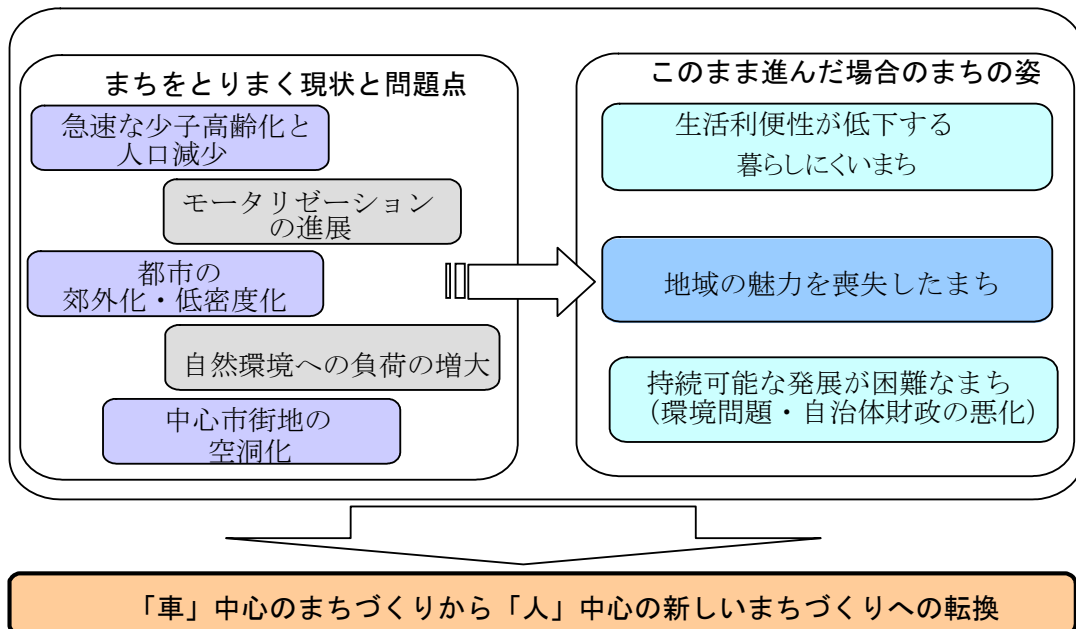 まちをとりまく現状と問題点
急速な少子高齢化と
人口減少
モータリゼーション
の進展
都市の
郊外化・低密度化
自然環境への負荷の増大
中心市街地の
空洞化
このまま進んだ場合のまちの姿
生活利便性が低下する
暮らしにくいまち
地域の魅力を喪失したまち
持続可能な発展が困難なまち
（環境問題・自治体財政の悪化）
「車」中心のまちづくりから「人」中心の新しいまちづくりへの転換